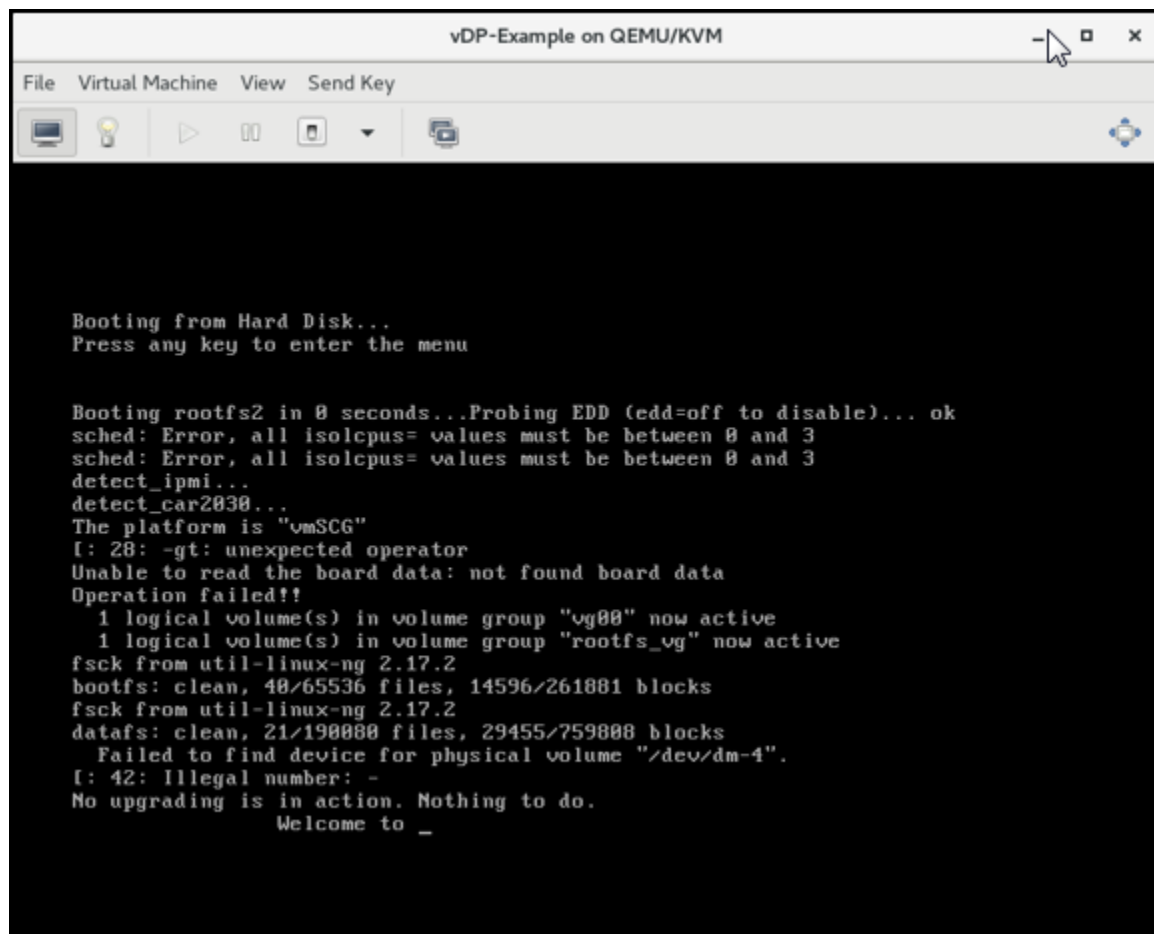 vDP-Example on QEMU/KVM
File Virtual Machine View Send Key
Booting from Hard Disk...
Press any key to enter the menu
Booting rootfs2 in 0 seconds...Probing EDD (edd=off to disable)... ok
sched: Error, all isolcpus= values must be between 0 and 3
sched: Error, all isolcpus= values must be between 0 and 3
detect_ipmi...
detect_car2030...
The platform is "vmSCG"
[: 28: -gt: unexpected operator
Unable to read the board data: not found board data
Operation failed!!
1 logical volume(s) in volume group "vg00" now active
1 logical volume(s) in volume group "rootfs_vg" now active
fsck from util-linux-ng 2.17.2
bootfs: clean, 40/65536 files, 14596/261881 blocks
fsck from util-linux-ng 2.17.2
datafs: clean, 21/190080 files, 29455/759808 blocks
Failed to find device for physical volume "/dev/dm-4".
[: 42: Illegal number: -
No upgrading is in action. Nothing to do.
Welcome to _